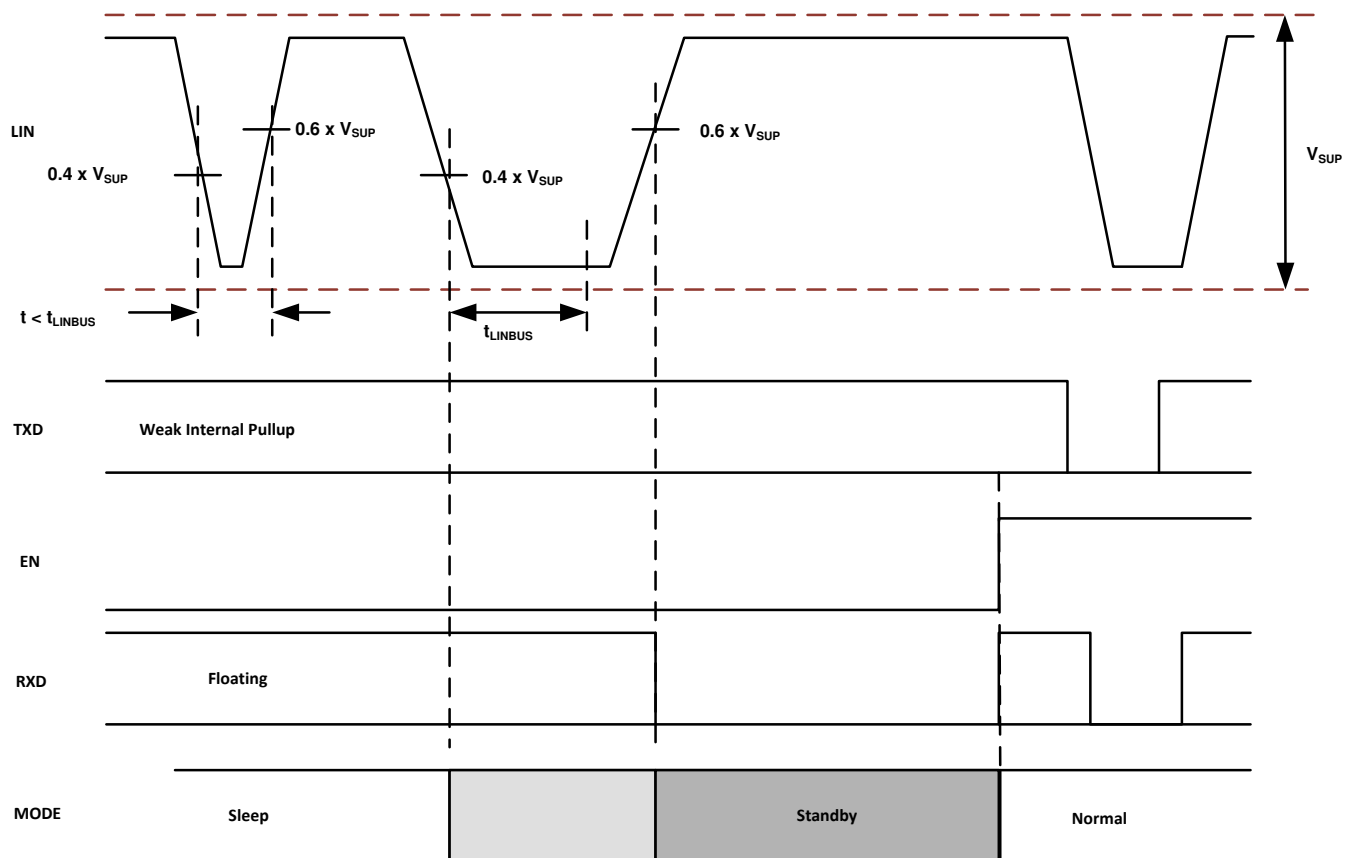 LIN
0.4 x VSUP
0.6 x VSUP
0.4 x VSUP
0.6 x VSUP
VSUP
t < tLINBUS
tLINBUS
TXD
Weak Internal Pullup
EN
RXD
Floating
MODE
Sleep
Standby
Normal